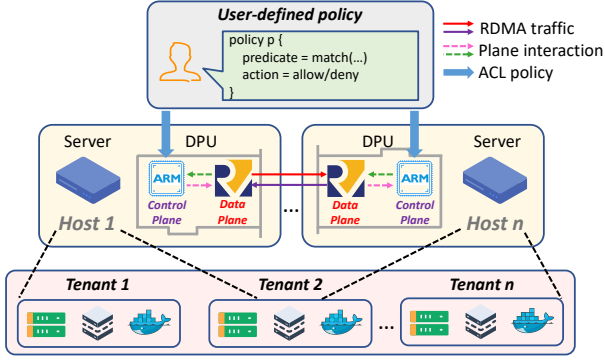 User-defined policy
policy p {
predicate = match(…)
action = allow/deny
}
RDMA traffic
Plane interaction
ACL policy
Server
DPU
DPU
Server
ARM
ARM
Control
Plane
Data
Plane
...
Data
Plane
Control
Plane
Host 1
Host n
Tenant 1
Tenant 2
Tenant n
...